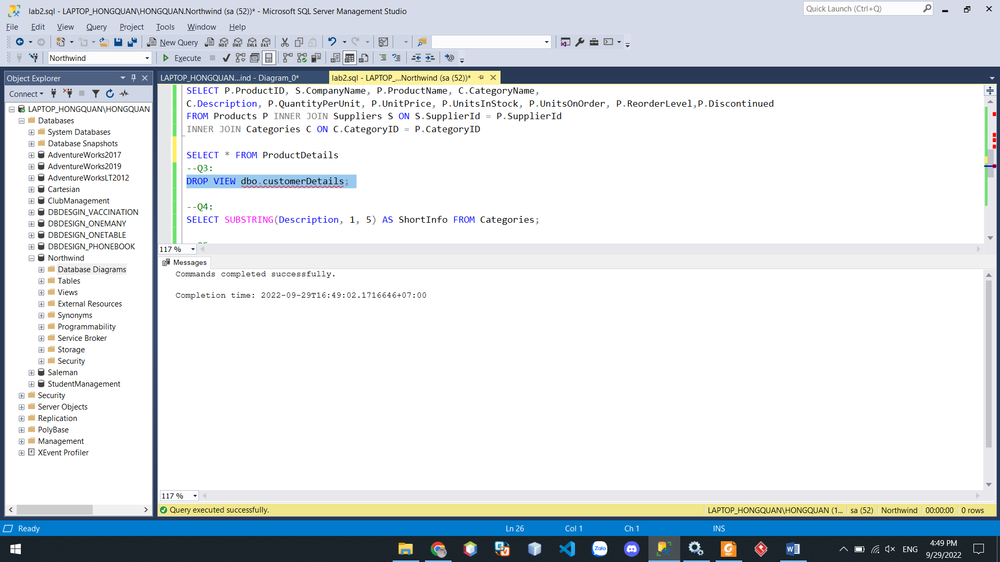 lab2.sql - LAPTOP_HONGQUAN\HONGQUAN.Northwind (sa (52))* - Microsoft SQL Server Management Studio
Quick Launch (Ctrl+Q)
File Edit View Query Project Tools Window Help
New Query
MDX DMX XMLA DAX
Northwind
Execute
Object Explorer
Connect
LAPTOP_HONGQUAN\HONGQUAN
Databases
System Databases
Database Snapshots
AdventureWorks2017
AdventureWorks2019
AdventureWorksLT2012
Cartesian
ClubManagement
DBDESGIN_VACCINATION
DBDESIGN_ONEMANY
DBDESIGN_ONETABLE
DBDESIGN_PHONEBOOK
Northwind
Database Diagrams
Tables
Views
External Resources
Synonyms
Programmability
Service Broker
Storage
Security
Saleman
StudentManagement
Security
Server Objects
Replication
PolyBase
Management
XEvent Profiler
LAPTOP_HONGQUAN...ind - Diagram_0*
lab2.sql - LAPTOP_...Northwind (sa (52))*
SELECT P.ProductID, S.CompanyName, P.ProductName, C.CategoryName,
C.Description, P.QuantityPerUnit, P.UnitPrice, P.UnitsInStock, P.UnitsOnOrder, P.ReorderLevel,P.Discontinued
FROM Products P INNER JOIN Suppliers S ON S.SupplierId = P.SupplierId
INNER JOIN Categories C ON C.CategoryID = P.CategoryID
SELECT * FROM ProductDetails
--Q3:
DROP VIEW dbo.customerDetails;
--Q4:
SELECT SUBSTRING(Description, 1, 5) AS ShortInfo FROM Categories;
117 %
Messages
Commands completed successfully.
Completion time: 2022-09-29T16:49:02.1716646+07:00
117 %
Query executed successfully.
LAPTOP_HONGQUAN\HONGQUAN (1... sa (52) Northwind 00:00:00 0 rows
Ready
Ln 26 Col 1 Ch 1 INS
Zalo
PDF
ENG
4:49 PM
9/29/2022